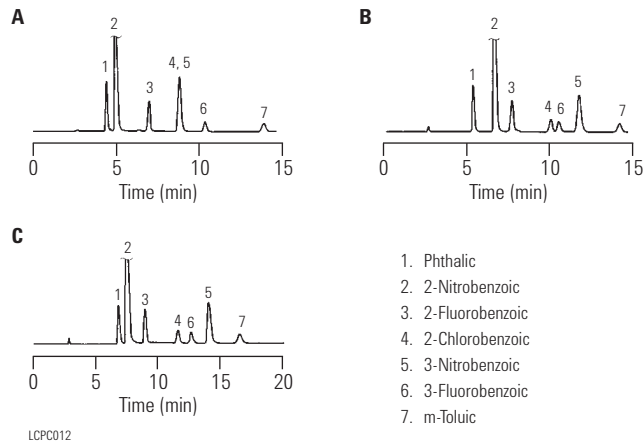 A
2
1
3
4, 5
6
7
0 5 10 15
Time (min)
B
2
1
3
4
6
5
7
0 5 10 15
Time (min)
C
2
1
3
4
6
5
7
0 5 10 15 20
Time (min)
1. Phthalic
2. 2-Nitrobenzoic
3. 2-Fluorobenzoic
4. 2-Chlorobenzoic
5. 3-Nitrobenzoic
6. 3-Fluorobenzoic
7. m-Toluic
LCPC012